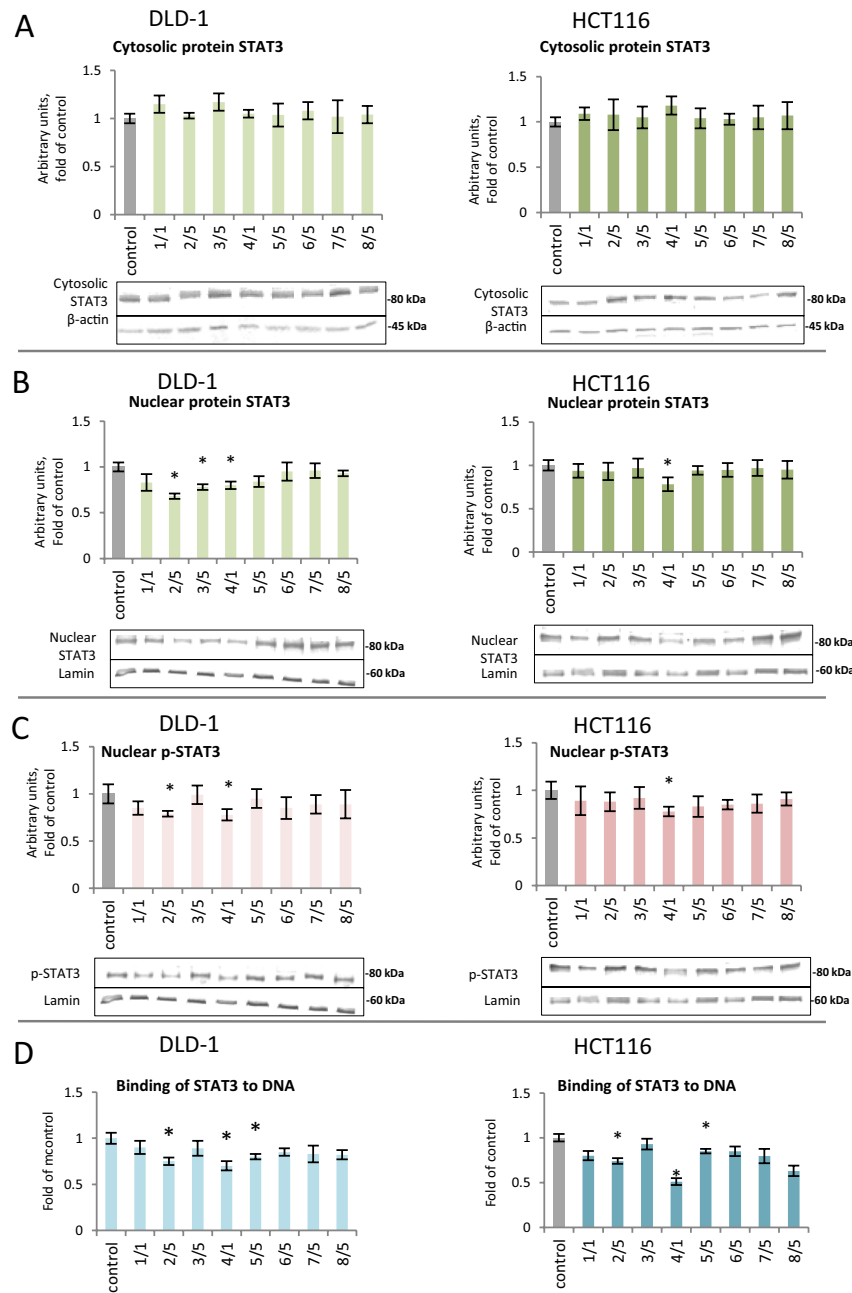 A
DLD-1
Cytosolic protein STAT3
Arbitrary units,
fold of control
1.5
1
0.5
0
control
1/1
2/5
3/5
4/1
5/5
6/5
7/5
8/5
Cytosolic
STAT3
β-actin
-80 kDa
-45 kDa
HCT116
Cytosolic protein STAT3
Arbitrary units,
Fold of control
1.5
1
0.5
0
control
1/1
2/5
3/5
4/1
5/5
6/5
7/5
8/5
Cytosolic
STAT3
β-actin
-80 kDa
-45 kDa
B
DLD-1
Nuclear protein STAT3
Arbitrary units,
Fold of control
1.5
1
0.5
0
* * *
control
1/1
2/5
3/5
4/1
5/5
6/5
7/5
8/5
Nuclear
STAT3
Lamin
-80 kDa
-60 kDa
HCT116
Nuclear protein STAT3
Arbitrary units,
Fold of control
1.5
1
0.5
0
*
control
1/1
2/5
3/5
4/1
5/5
6/5
7/5
8/5
Nuclear
STAT3
Lamin
-80 kDa
-60 kDa
C
DLD-1
Nuclear p-STAT3
Arbitrary units,
Fold of control
1.5
1
0.5
0
* *
control
1/1
2/5
3/5
4/1
5/5
6/5
7/5
8/5
p-STAT3
Lamin
-80 kDa
-60 kDa
HCT116
Nuclear p-STAT3
Arbitrary units,
Fold of control
1.5
1
0.5
0
*
control
1/1
2/5
3/5
4/1
5/5
6/5
7/5
8/5
p-STAT3
Lamin
-80 kDa
-60 kDa
D
DLD-1
Binding of STAT3 to DNA
Fold of mcontrol
1.5
1
0.5
0
* * *
control
1/1
2/5
3/5
4/1
5/5
6/5
7/5
8/5
HCT116
Binding of STAT3 to DNA
Fold of control
1.5
1
0.5
0
* * *
control
1/1
2/5
3/5
4/1
5/5
6/5
7/5
8/5